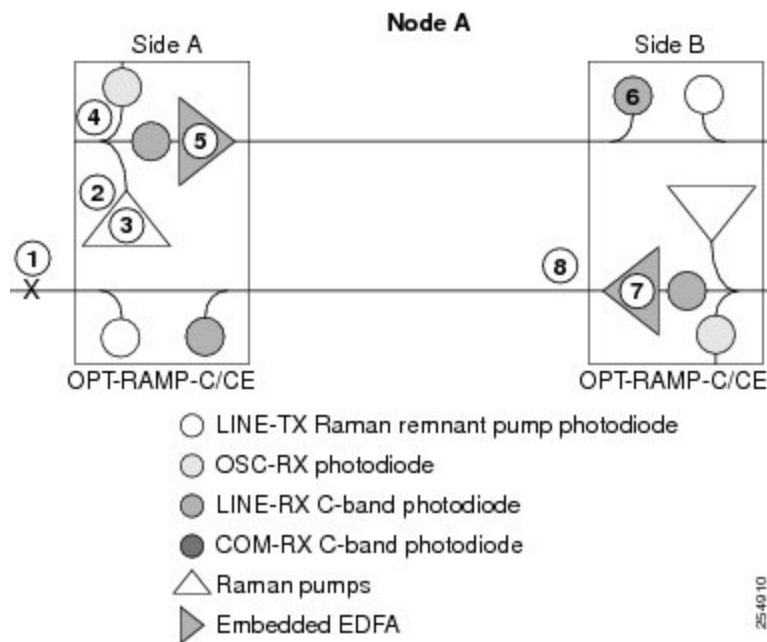 Node A
Side A
Side B
4
6
5
2
3
1
8
7
X
OPT-RAMP-C/CE
OPT-RAMP-C/CE
LINE-TX Raman remnant pump photodiode
OSC-RX photodiode
LINE-RX C-band photodiode
COM-RX C-band photodiode
Raman pumps
Embedded EDFA
254910